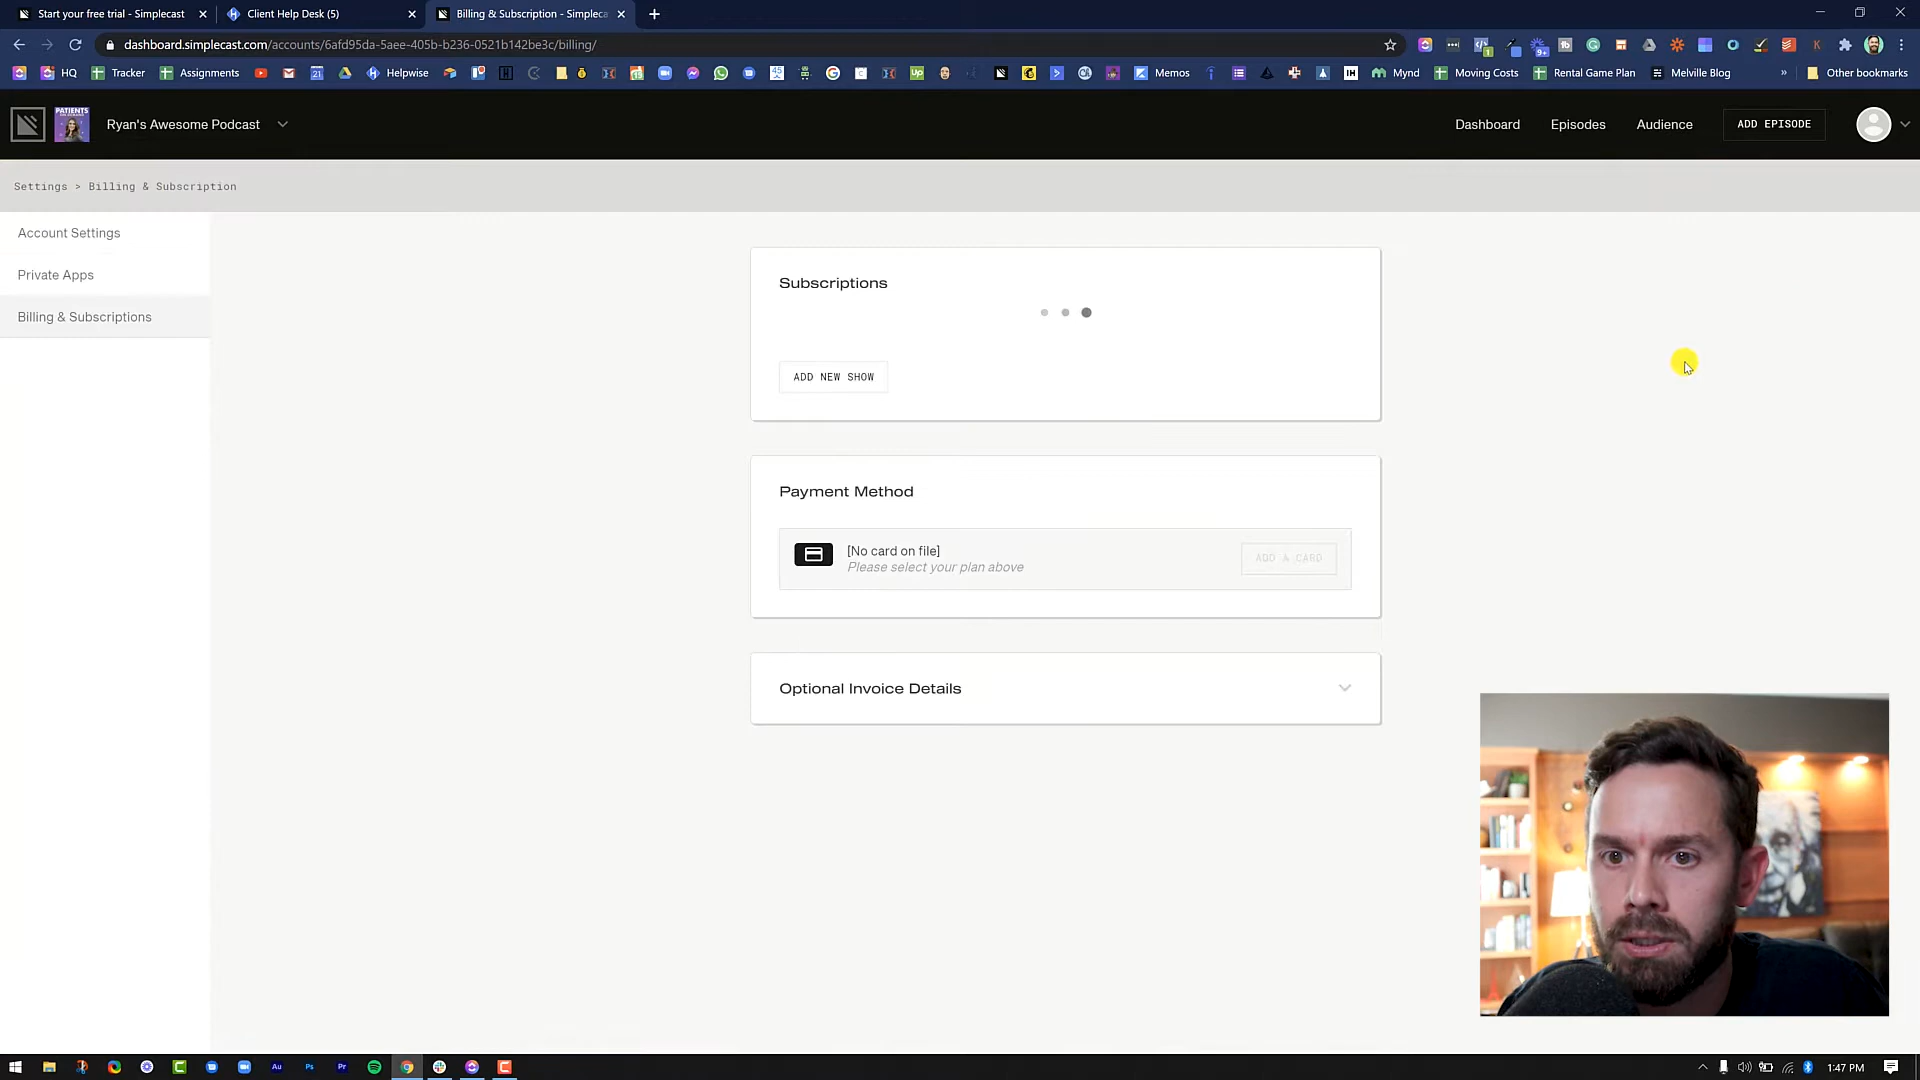 Start your free trial - Simplecast
Client Help Desk (5)
Billing & Subscription - Simpleca
dashboard.simplecast.com/accounts/6afd95da-5aee-405b-b236-0521b142be3c/billing/
HQ
Tracker
Assignments
Helpwise
Memos
Mynd
Moving Costs
Rental Game Plan
Melville Blog
Other bookmarks
PATIENTS
Ryan's Awesome Podcast
Dashboard
Episodes
Audience
ADD EPISODE
Settings > Billing & Subscription
Account Settings
Private Apps
Billing & Subscriptions
Subscriptions
ADD NEW SHOW
Payment Method
[No card on file]
Please select your plan above
ADD A CARD
Optional Invoice Details
1:47 PM